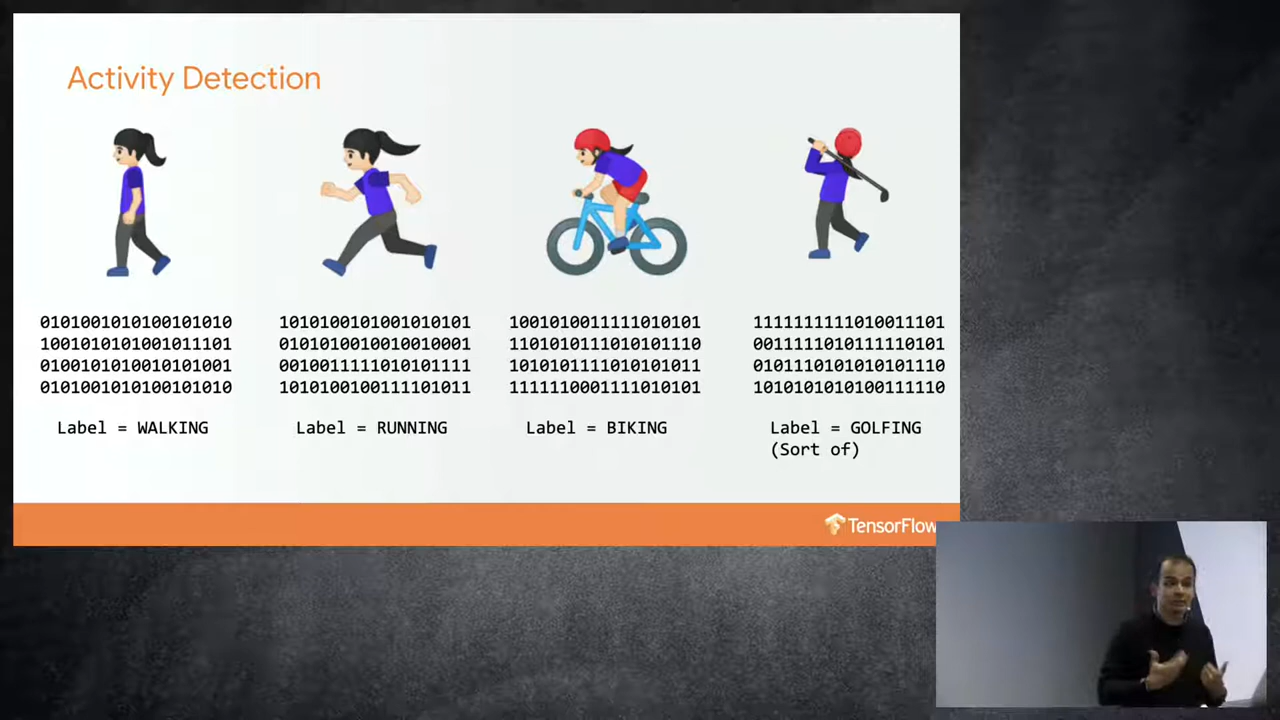 Activity Detection
0101001010100101010
1001010101001011101
0100101010010101001
0101001010100101010
Label = WALKING
1010100101001010101
0101010010010010001
0010011111010101111
1010100100111101011
Label = RUNNING
1001010011111010101
1101010111010101110
1010101111010101011
1111110001111010101
Label = BIKING
1111111111010011101
0011111010111110101
0101110101010101110
1010101010100111110
Label = GOLFING
(Sort of)
TensorFlow